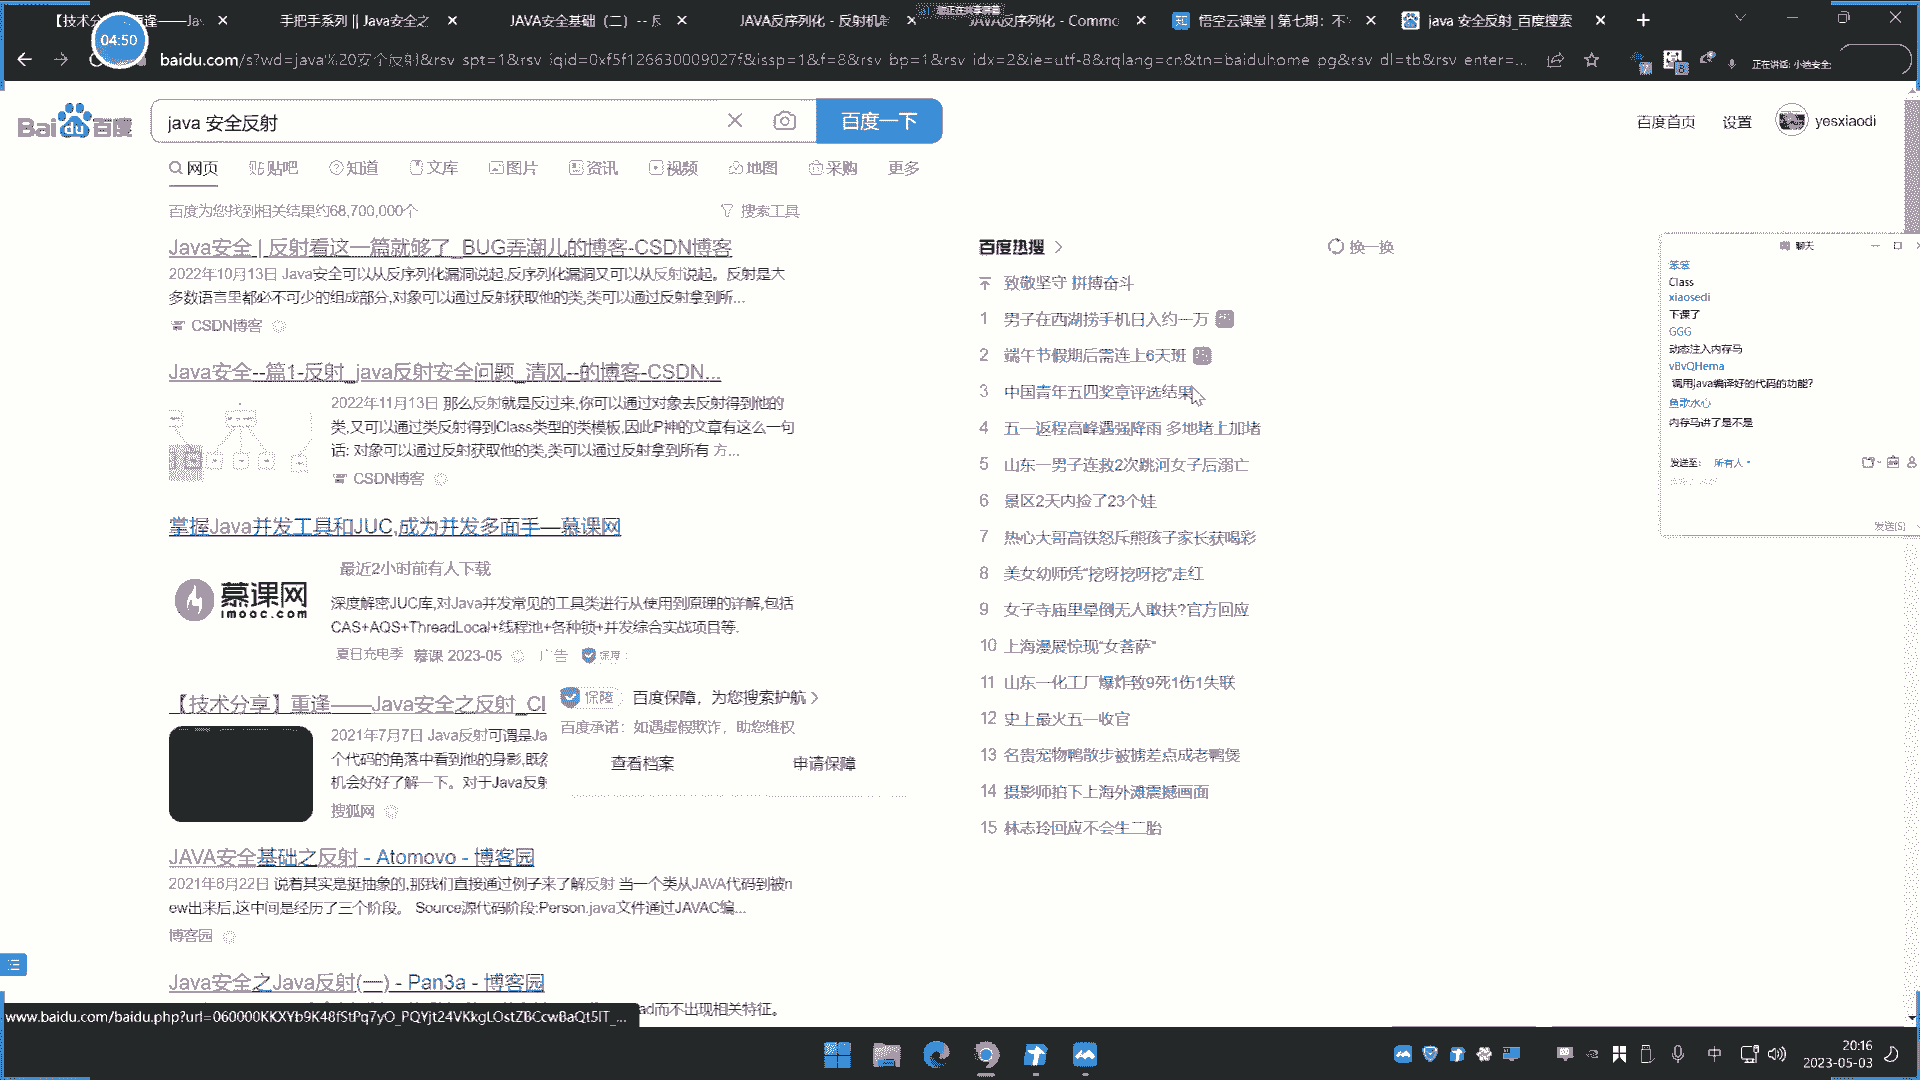 手把手系列 || Java安全之
JAVA安全基础（二）--
JAVA反序列化 - 反射机
JAVA反序列化 - Commo
悟空云课堂 | 第七期：不
java 安全反射_百度搜索
04:50
正在讲话: 小迪安全;
Bai du 百度
java 安全反射
百度一下
百度首页
设置
yesxiaodi
网页
贴吧
知道
文库
图片
资讯
视频
地图
采购
更多
百度为您找到相关结果约68,700,000个
搜索工具
Java安全 | 反射看这一篇就够了_BUG弄潮儿的博客-CSDN博客
2022年10月13日 Java安全可以从反序列化漏洞说起,反序列化漏洞又可以从反射说起。反射是大
多数语言里都必不可少的组成部分,对象可以通过反射获取他的类,类可以通过反射拿到所...
CSDN博客
Java安全--篇1-反射_java反射安全问题_清风--的博客-CSDN...
2022年11月13日 那么反射就是反过来,你可以通过对象去反射得到他的
类,又可以通过类反射得到Class类型的类模板,因此P神的文章有这么一句
话: 对象可以通过反射获取他的类,类可以通过反射拿到所有 方...
CSDN博客
掌握Java并发工具和JUC,成为并发多面手—慕课网
最近2小时前有人下载
慕课网
imooc.com
深度解密JUC库,对Java并发常见的工具类进行从使用到原理的详解,包括
CAS+AQS+ThreadLocal+线程池+各种锁+并发综合实战项目等.
夏日充电季 慕课 2023-05 广告 保障
【技术分享】重逢——Java安全之反射_Cl
2021年7月7日 Java反射可谓是Ja
个代码的角落中看到他的身影,既然
机会好好了解一下。对于Java反射
搜狐网
保障 百度保障，为您搜索护航
百度承诺：如遇虚假欺诈，助您维权
查看档案
申请保障
JAVA安全基础之反射 - Atomovo - 博客园
2021年6月22日 说着其实是挺抽象的,那我们直接通过例子来了解反射 当一个类从JAVA代码到被n
ew出来后,这中间是经历了三个阶段。 Source源代码阶段:Person.java文件通过JAVAC编...
博客园
Java安全之Java反射(一) - Pan3a - 博客园
ad而不出现相关特征。
百度热搜
换一换
致敬坚守 拼搏奋斗
1 男子在西湖捞手机日入约一万
2 端午节假期后需连上6天班
3 中国青年五四奖章评选结果
4 五一返程高峰遇强降雨 多地堵上加堵
5 山东一男子连救2次跳河女子后溺亡
6 景区2天内捡了23个娃
7 热心大哥高铁怒斥熊孩子家长获喝彩
8 美女幼师凭“挖呀挖呀挖”走红
9 女子寺庙里晕倒无人敢扶?官方回应
10 上海漫展惊现“女菩萨”
11 山东一化工厂爆炸致9死1伤1失联
12 史上最火五一收官
13 名贵宠物鸭散步被掳差点成老鸭煲
14 摄影师拍下上海外滩震撼画面
15 林志玲回应不会生二胎
聊天
笨笨
Class
xiaosedi
下课了
GGG
动态注入内存马
vBvQHema
调用java编译好的代码的功能?
鱼歌水心
内存马讲了是不是
发送至： 所有人
发送(S)
中
20:16
2023-05-03